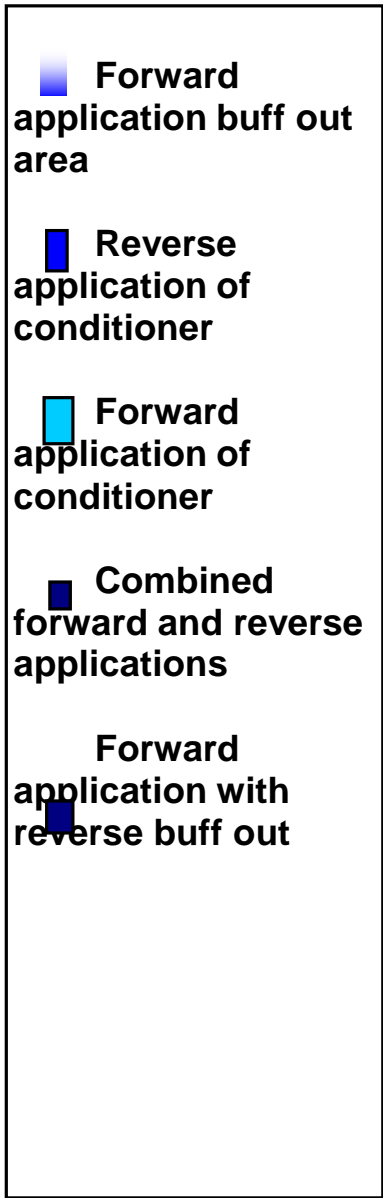 Forward
application buff out
area
Reverse
application of
conditioner
Forward
application of
conditioner
Combined
forward and reverse
applications
Forward
application with
reverse buff out